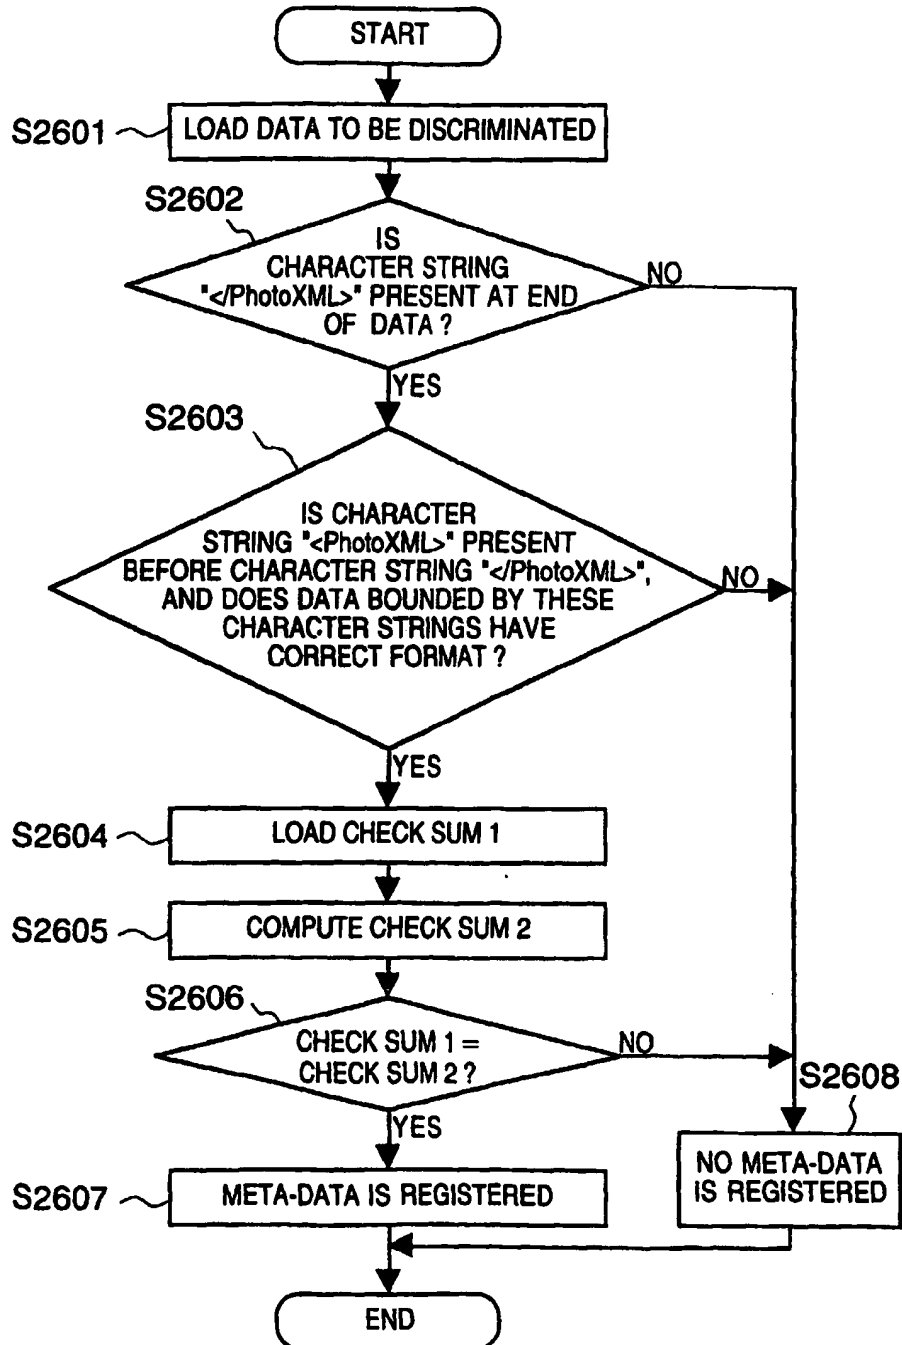 START
S2601
LOAD DATA TO BE DISCRIMINATED
S2602
IS
CHARACTER STRING
"</PhotoXML>" PRESENT AT END
OF DATA ?
NO
YES
S2603
IS CHARACTER
STRING "<PhotoXML>" PRESENT
BEFORE CHARACTER STRING "</PhotoXML>",
AND DOES DATA BOUNDED BY THESE
CHARACTER STRINGS HAVE
CORRECT FORMAT ?
NO
YES
S2604
LOAD CHECK SUM 1
S2605
COMPUTE CHECK SUM 2
S2606
CHECK SUM 1 =
CHECK SUM 2 ?
NO
YES
S2608
NO META-DATA
IS REGISTERED
S2607
META-DATA IS REGISTERED
END